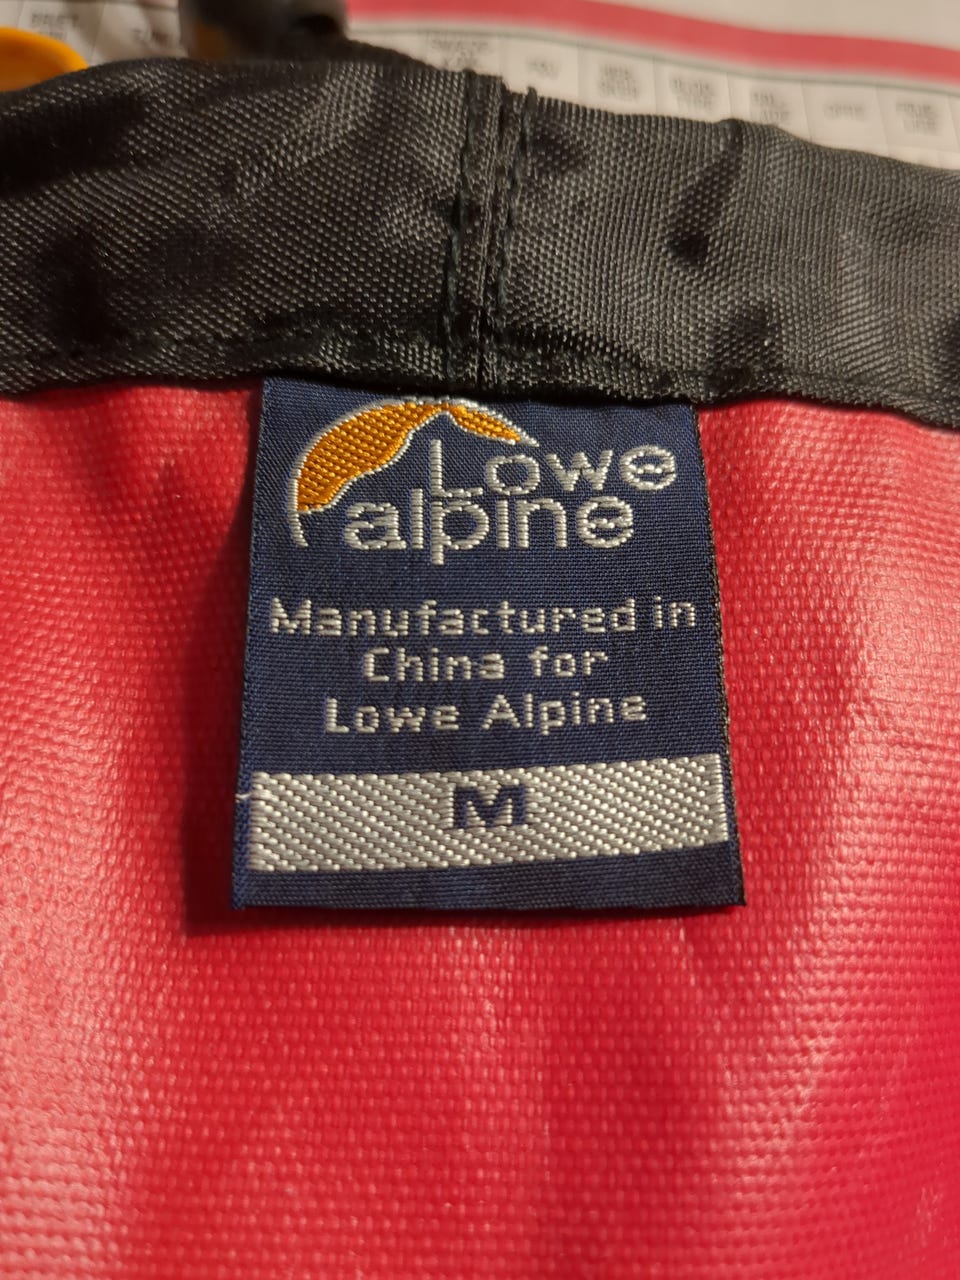 Lowe
alpine
Manufactured in
China for
Lowe Alpine
M